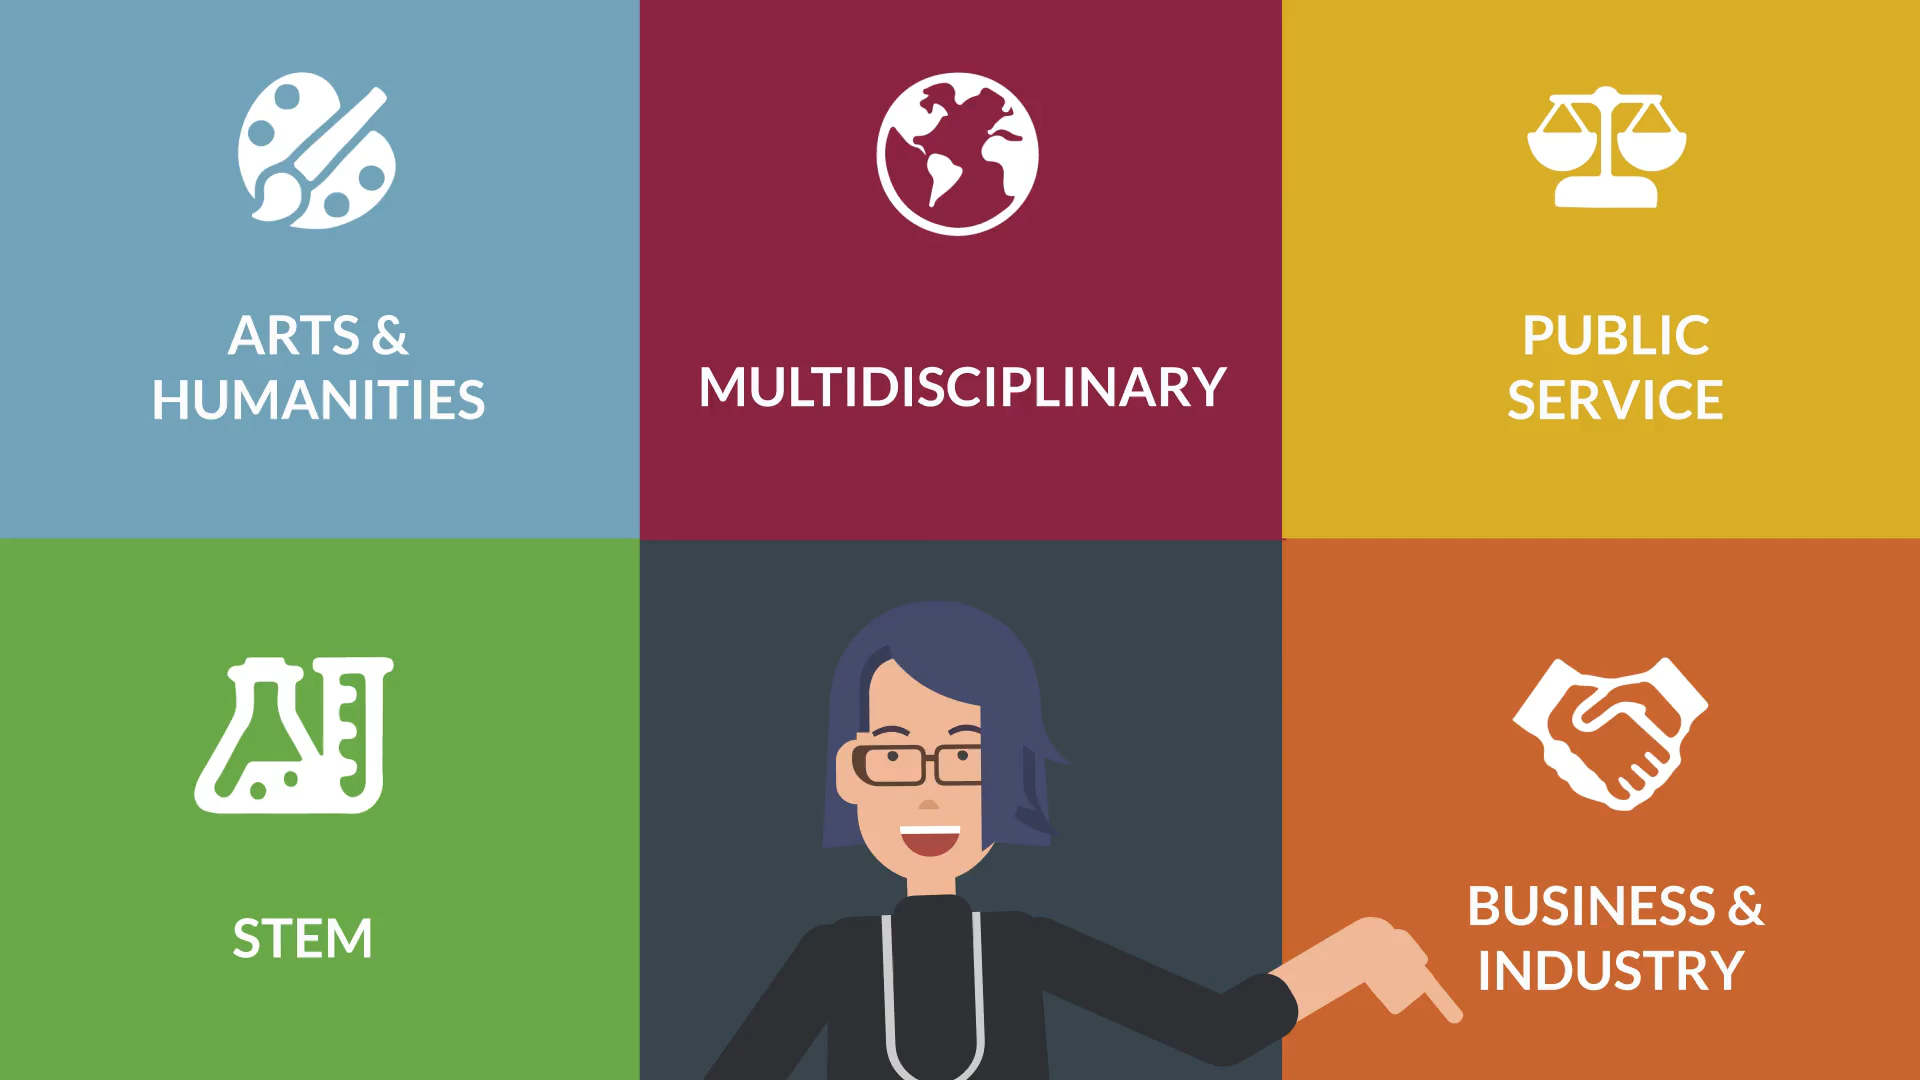 ARTS &
HUMANITIES
MULTIDISCIPLINARY
PUBLIC
SERVICE
STEM
BUSINESS &
INDUSTRY